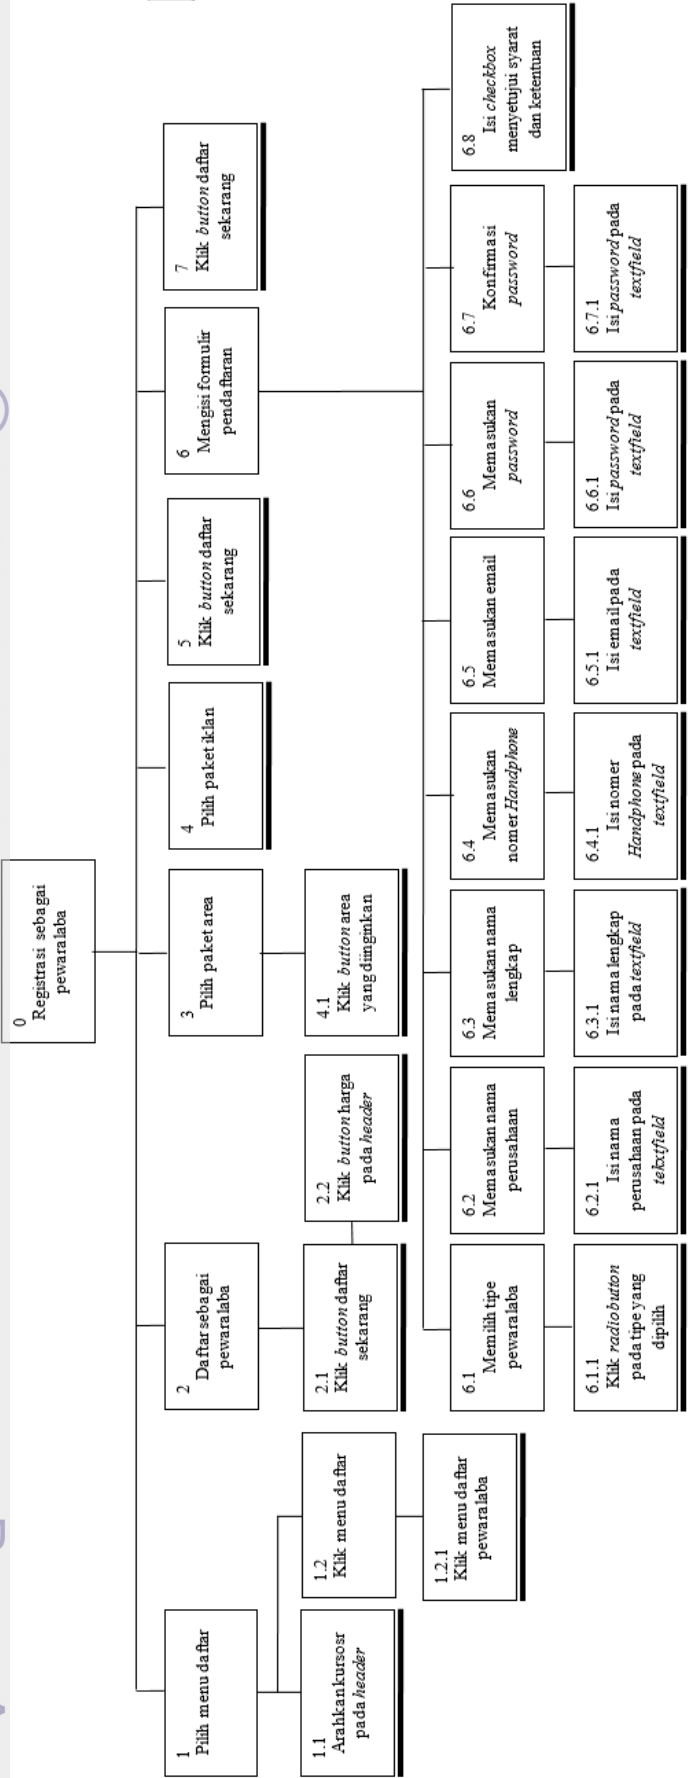 0
Registrasi sebagai
pewaralaba
1
Pilih menu daftar
2
Daftar sebagai
pewaralaba
3
Pilih paket area
4
Pilih paket iklan
5
Klik button daftar
sekarang
6
Mengisi formulir
pendaftaran
7
Klik button daftar
sekarang
1.1
Arahkan kursosr
pada header
1.2
Klik menu daftar
2.1
Klik button daftar
sekarang
2.2
Klik button harga
pada header
4.1
Klik button area
yang diinginkan
1.2.1
Klik menu daftar
pewaralaba
6.1
Memilih tipe
pewaralaba
6.2
Memasukan nama
perusahaan
6.3
Memasukan nama
lengkap
6.4
Memasukan
nomer Handphone
6.5
Memasukan email
6.6
Memasukan
password
6.7
Konfirmasi
password
6.8
Isi checkbox
menyetujui syarat
dan ketentuan
6.1.1
Klik radiobutton
pada tipe yang
dipilih
6.2.1
Isi nama
perusahaan pada
tekxtfield
6.3.1
Isi nama lengkap
pada textfield
6.4.1
Isi nomer
Handphone pada
textfield
6.5.1
Isi email pada
textfield
6.6.1
Isi password pada
textfield
6.7.1
Isi password pada
textfield